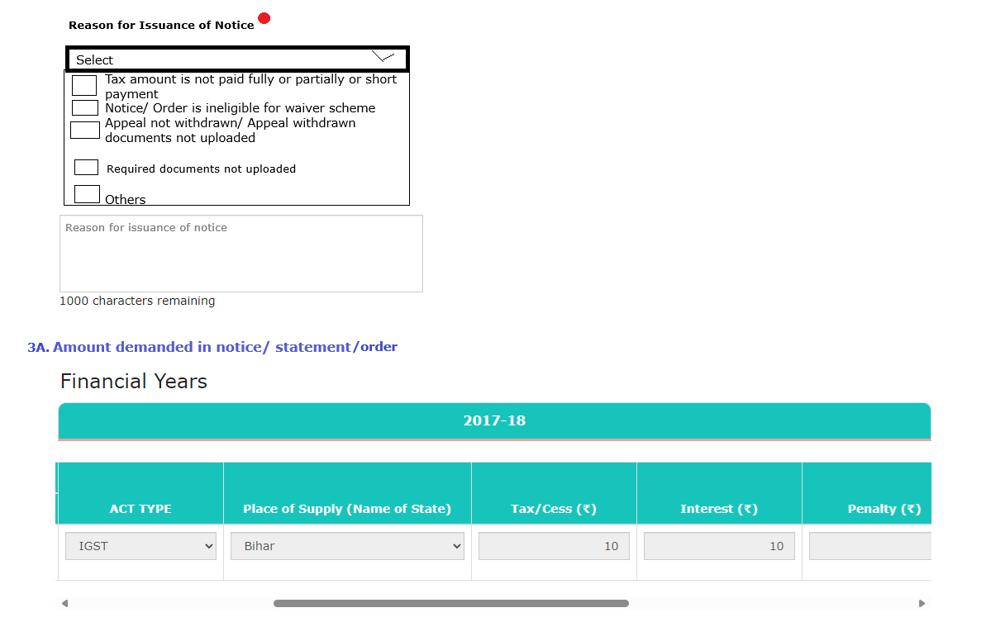 Reason for Issuance of Notice
Select
Tax amount is not paid fully or partially or short
payment
Notice/ Order is ineligible for waiver scheme
Appeal not withdrawn/ Appeal withdrawn
documents not uploaded
Required documents not uploaded
Others
Reason for issuance of notice
1000 characters remaining
3A. Amount demanded in notice/ statement/order
Financial Years
2017-18
ACT TYPE Place of Supply (Name of State) Tax/Cess (₹) Interest (₹) Penalty (₹)
IGST Bihar 10 10